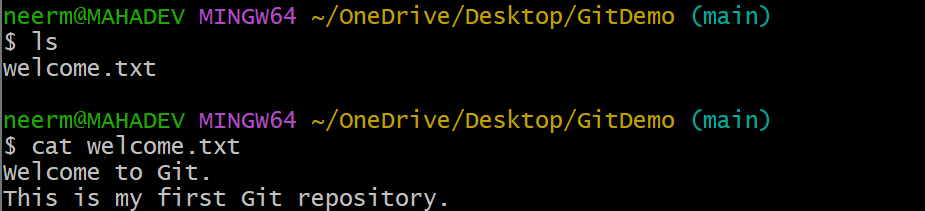 neerm@MAHADEV MINGW64 ~/OneDrive/Desktop/GitDemo (main)
$ ls
welcome.txt
neerm@MAHADEV MINGW64 ~/OneDrive/Desktop/GitDemo (main)
$ cat welcome.txt
Welcome to Git.
This is my first Git repository.